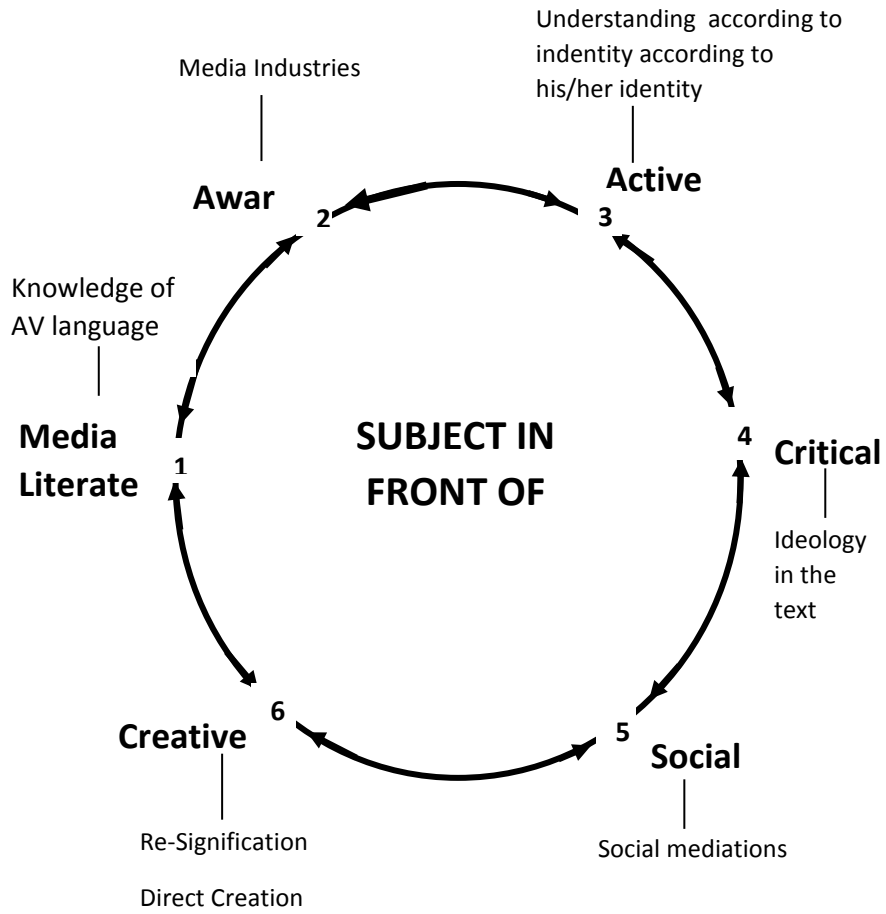 Understanding according to
indentity according to
his/her identity
Media Industries
Active
Awar
2
3
Knowledge of
AV language
SUBJECT IN
FRONT OF
Media
Literate
1
4
Critical
Ideology
in the
text
6
Creative
5
Social
Re-Signification
Direct Creation
Social mediations